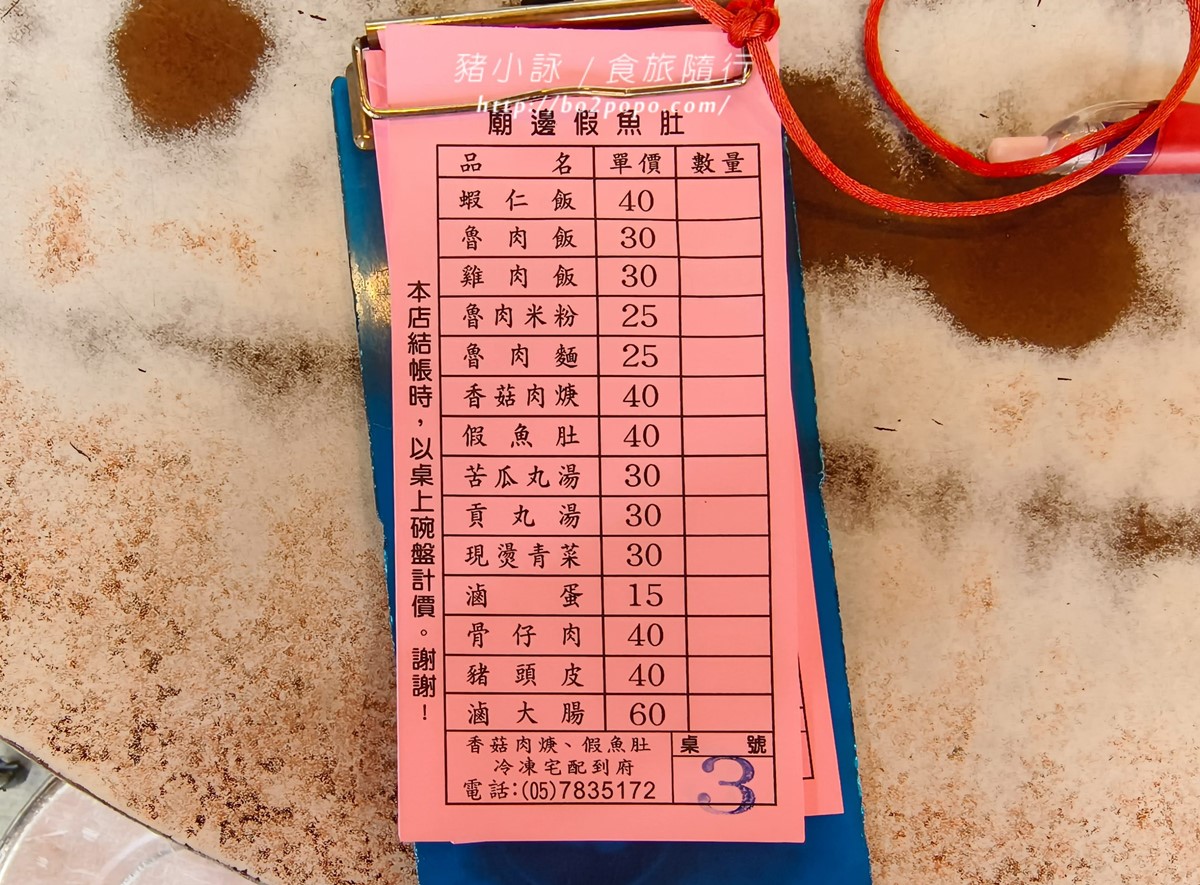 豬小詠 / 食旅隨行
http://bo2popo.com/
廟邊假魚肚
品名 單價 數量
蝦仁飯 40
魯肉飯 30
雞肉飯 30
魯肉米粉 25
魯肉麵 25
香菇肉焿 40
假魚肚 40
苦瓜丸湯 30
貢丸湯 30
現燙青菜 30
滷蛋 15
骨仔肉 40
豬頭皮 40
滷大腸 60
香菇肉焿、假魚肚
冷凍宅配到府
電話:(05)7835172
桌號
3
本店結帳時，以桌上碗盤計價。謝謝！